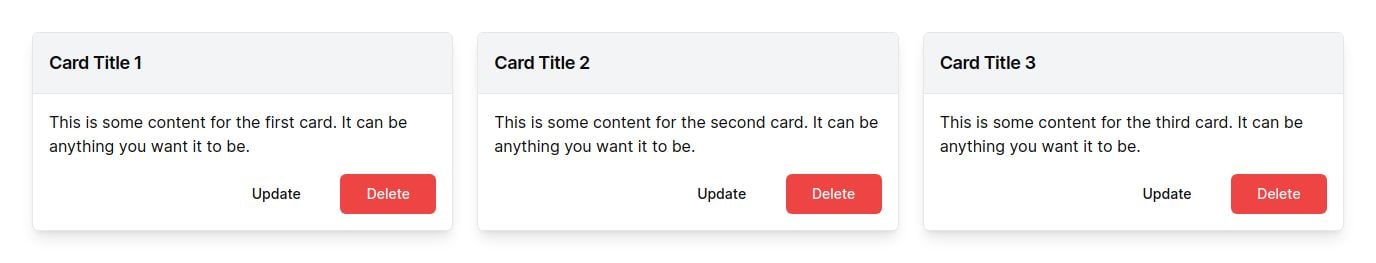 Card Title 1
This is some content for the first card. It can be
anything you want it to be.
Update
Delete
Card Title 2
This is some content for the second card. It can be
anything you want it to be.
Update
Delete
Card Title 3
This is some content for the third card. It can be
anything you want it to be.
Update
Delete